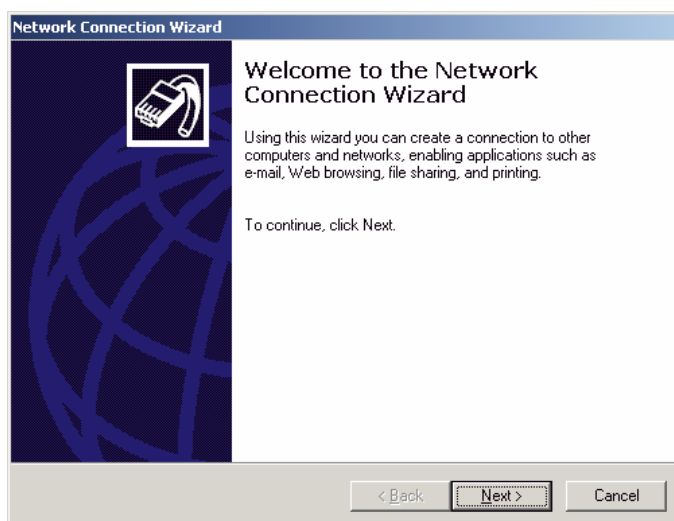 Network Connection Wizard
Welcome to the Network
Connection Wizard
Using this wizard you can create a connection to other
computers and networks, enabling applications such as
e-mail, Web browsing, file sharing, and printing.
To continue, click Next.
< Back
Next >
Cancel